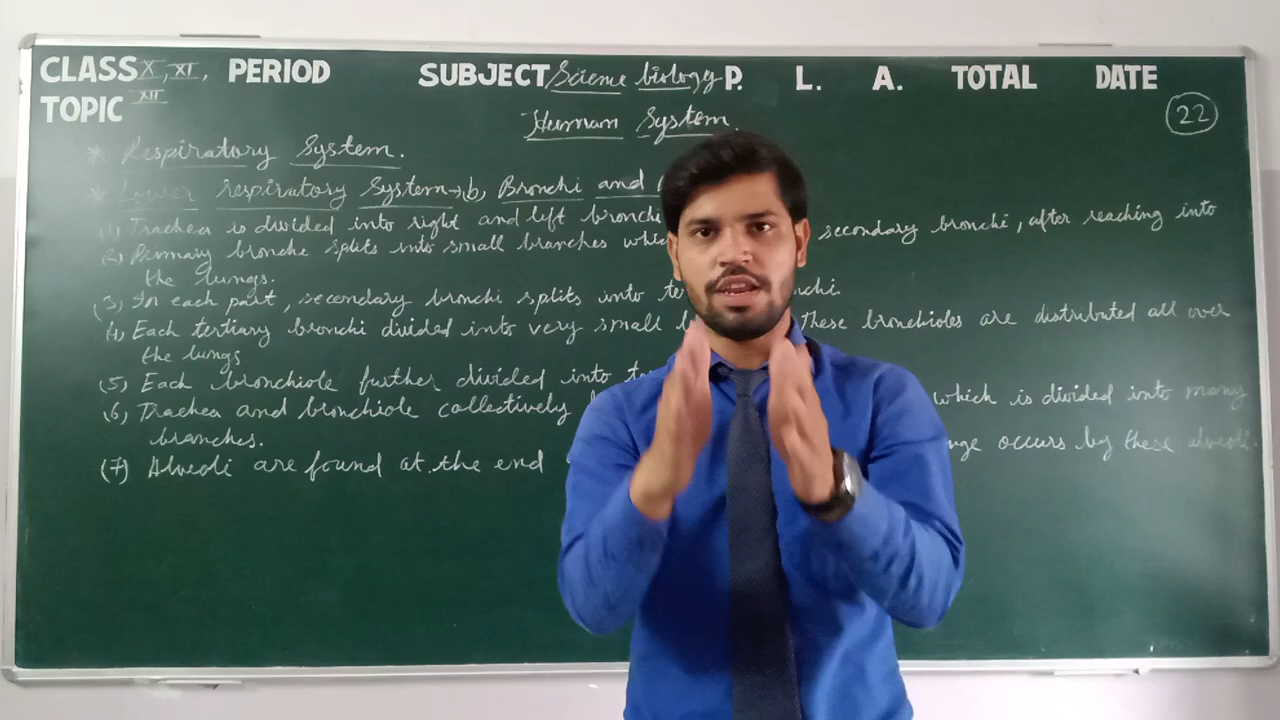 CLASS X, XI, PERIOD SUBJECT Science biology P. L. A. TOTAL DATE
XII
TOPIC
Human System. 22
* Respiratory System.
* Lower respiratory System → b, Bronchi and
(1) Trachea is divided into right and left bronchi
(2) Primary bronche splits into small branches secondary bronchi, after reaching into
the lungs.
(3) In each part, secondary bronchi splits into
(4) Each tertiary bronchi divided into very small these bronchioles are distributed all over
the lungs
(5) Each bronchiole further divided into
(6) Trachea and bronchiole collectively which is divided into many
branches.
(7) Alveoli are found at the end occurs by these alveoli.